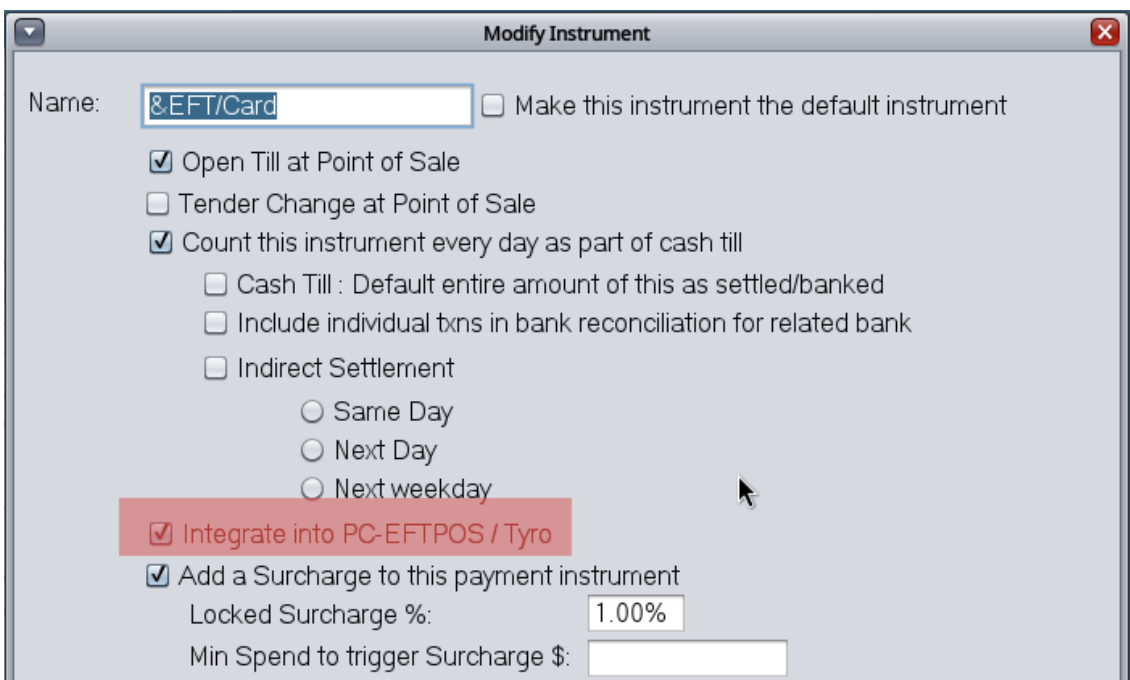 Modify Instrument
Name: &EFT/Card Make this instrument the default instrument
Open Till at Point of Sale
Tender Change at Point of Sale
Count this instrument every day as part of cash till
Cash Till : Default entire amount of this as settled/banked
Include individual txns in bank reconciliation for related bank
Indirect Settlement
Same Day
Next Day
Next weekday
Integrate into PC-EFTPOS / Tyro
Add a Surcharge to this payment instrument
Locked Surcharge %: 1.00%
Min Spend to trigger Surcharge $: